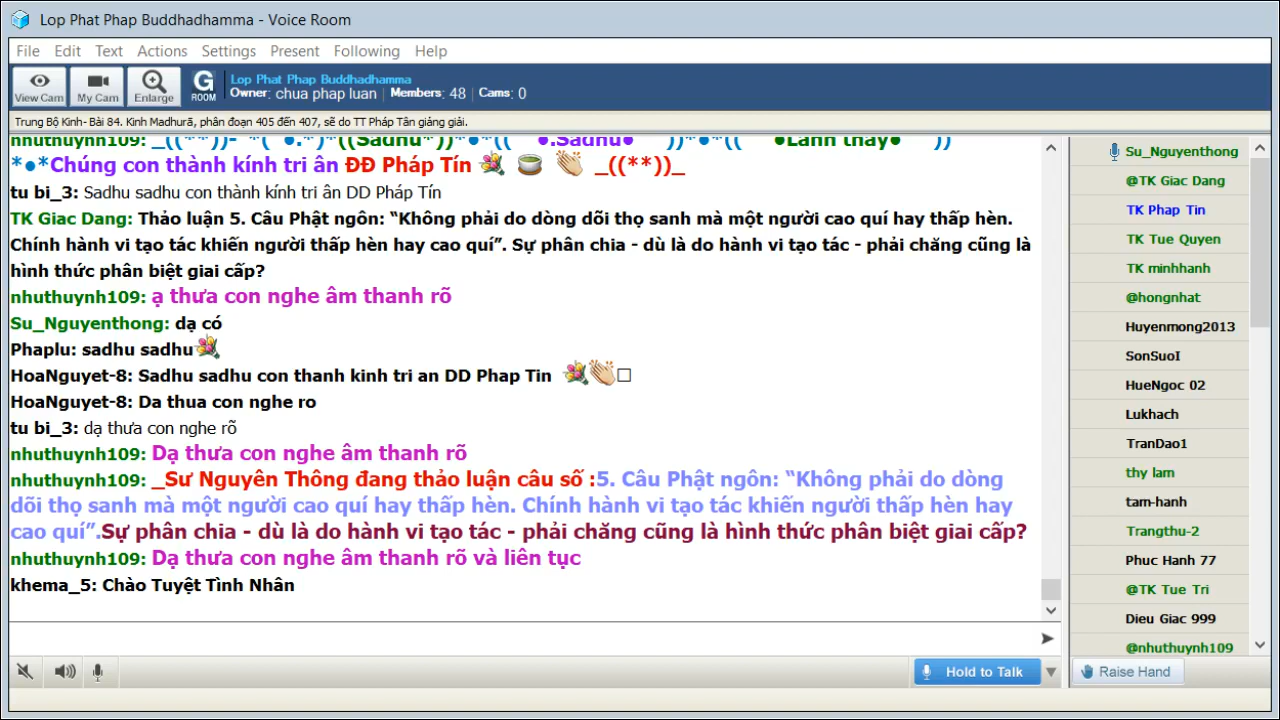 Lop Phat Phap Buddhadhamma - Voice Room
File Edit Text Actions Settings Present Following Help
View Cam My Cam Enlarge G ROOM Lop Phat Phap Buddhadhamma
Owner: chua phap luan Members: 48 Cams: 0
Trung Bộ Kinh- Bài 84. Kinh Madhurā, phân đoạn 405 đến 407, sẽ do TT Pháp Tân giảng giải.
nhuthuynh109: _((**))- *( ●.*)*((Sadhu*))*●*(( ●.Sadhu● ))*●*(( ●Lành thay● ))
*●*Chúng con thành kính tri ân ĐĐ Pháp Tín _((**))_
tu bi_3: Sadhu sadhu con thành kính tri ân DD Pháp Tín
TK Giac Dang: Thảo luận 5. Câu Phật ngôn: “Không phải do dòng dõi thọ sanh mà một người cao quí hay thấp hèn.
Chính hành vi tạo tác khiến người thấp hèn hay cao quí”. Sự phân chia - dù là do hành vi tạo tác - phải chăng cũng là
hình thức phân biệt giai cấp?
nhuthuynh109: ạ thưa con nghe âm thanh rõ
Su_Nguyenthong: dạ có
Phaplu: sadhu sadhu
HoaNguyet-8: Sadhu sadhu con thanh kinh tri an DD Phap Tin
HoaNguyet-8: Da thua con nghe ro
tu bi_3: dạ thưa con nghe rõ
nhuthuynh109: Dạ thưa con nghe âm thanh rõ
nhuthuynh109: _Sư Nguyên Thông đang thảo luận câu số :5. Câu Phật ngôn: “Không phải do dòng
dõi thọ sanh mà một người cao quí hay thấp hèn. Chính hành vi tạo tác khiến người thấp hèn hay
cao quí”.Sự phân chia - dù là do hành vi tạo tác - phải chăng cũng là hình thức phân biệt giai cấp?
nhuthuynh109: Dạ thưa con nghe âm thanh rõ và liên tục
khema_5: Chào Tuyệt Tình Nhân
Hold to Talk
Su_Nguyenthong
@TK Giac Dang
TK Phap Tin
TK Tue Quyen
TK minhhanh
@hongnhat
Huyenmong2013
SonSuoI
HueNgoc 02
Lukhach
TranDao1
thy lam
tam-hanh
Trangthu-2
Phuc Hanh 77
@TK Tue Tri
Dieu Giac 999
@nhuthuynh109
Raise Hand